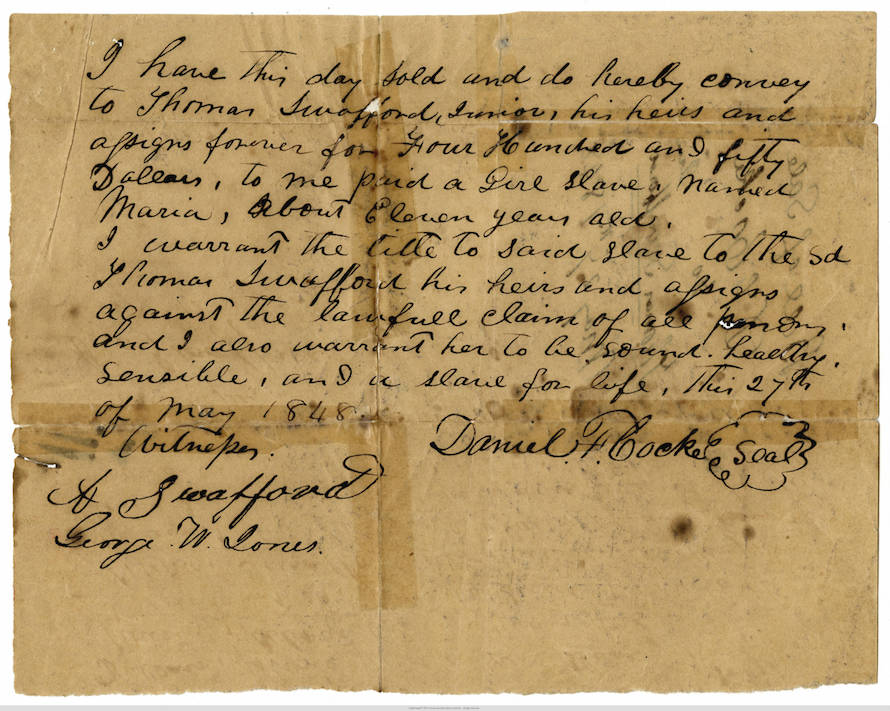 I have this day sold and do hereby convey
to Thomas Swafford, Junior, his heirs and
assigns forever for Four Hundred and fifty
Dollars, to me paid a Girl slave, named
Maria, About Eleven years old.
I warrant the title to said slave to the sd
Thomas Swafford his heirs and assigns
against the lawfull claim of all persons,
and I also warrant her to be sound. healthy,
sensible, and a slave for life, this 27th
of May 1848
Witnesses.
Daniel F. Cocke Seal
A Swafford
George W. Jones.